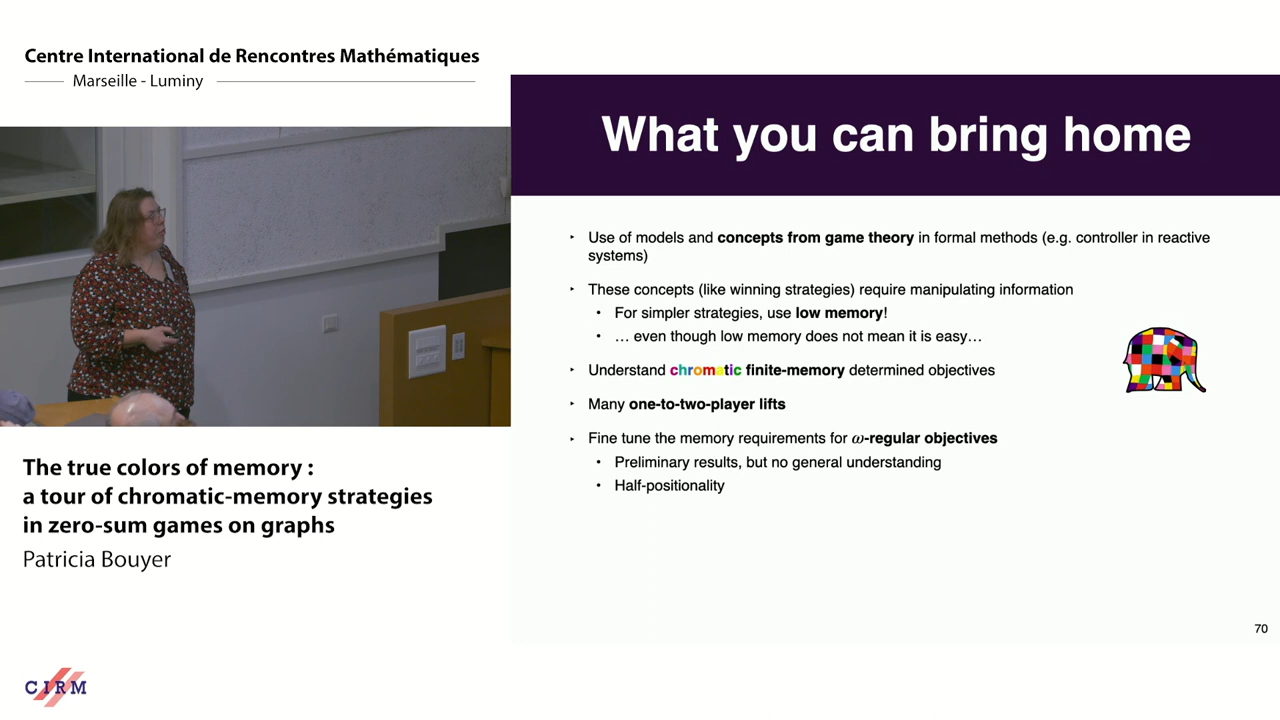 Centre International de Rencontres Mathématiques
Marseille - Luminy
What you can bring home
‣ Use of models and concepts from game theory in formal methods (e.g. controller in reactive
systems)
‣ These concepts (like winning strategies) require manipulating information
• For simpler strategies, use low memory!
• … even though low memory does not mean it is easy…
‣ Understand chromatic finite-memory determined objectives
‣ Many one-to-two-player lifts
‣ Fine tune the memory requirements for ω-regular objectives
• Preliminary results, but no general understanding
• Half-positionality
70
The true colors of memory :
a tour of chromatic-memory strategies
in zero-sum games on graphs
Patricia Bouyer
CIRM